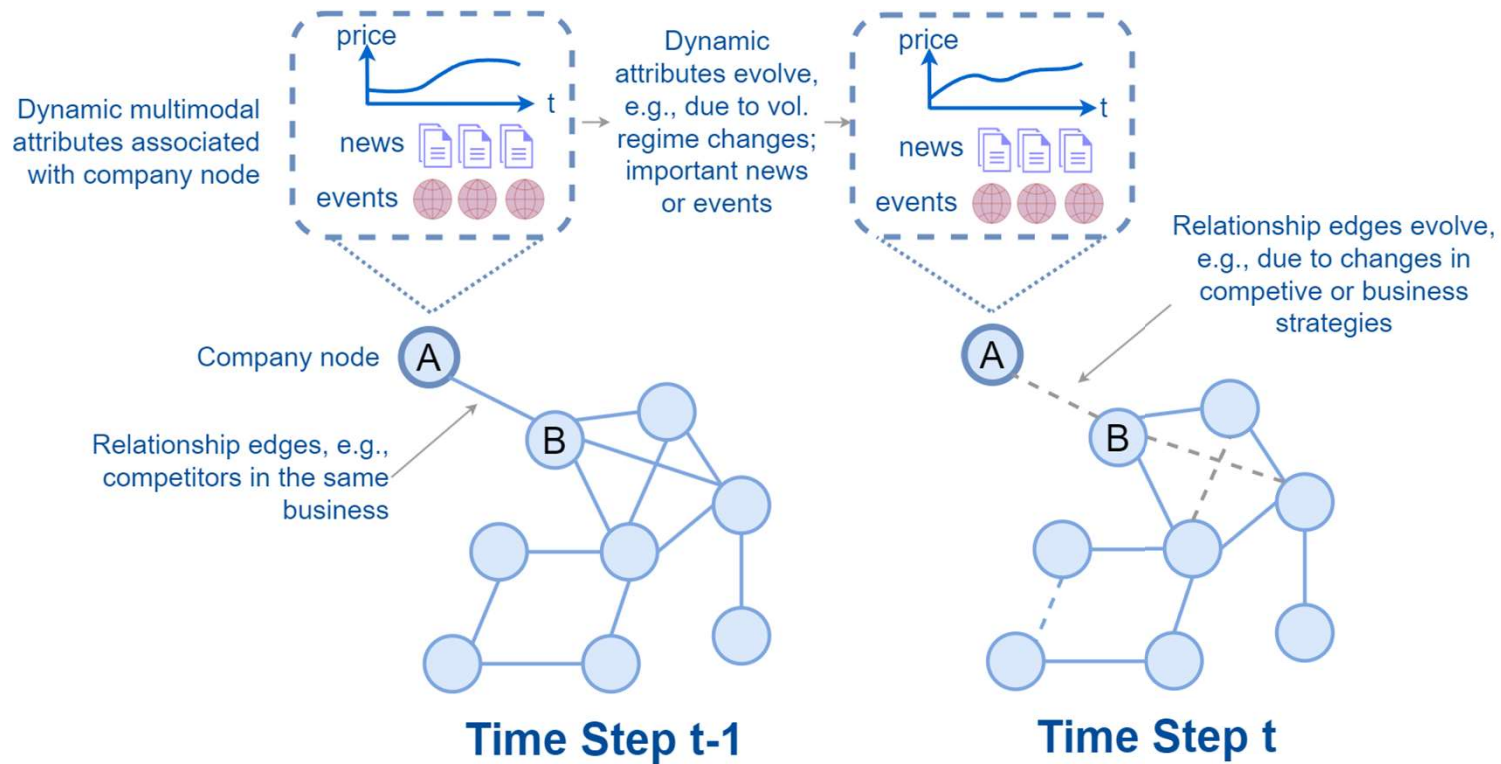 Dynamic multimodal
attributes associated
with company node
price
t
news
events
Dynamic
attributes evolve,
e.g., due to vol.
regime changes;
important news
or events
price
t
news
events
Relationship edges evolve,
e.g., due to changes in
competive or business
strategies
Company node
A
B
Relationship edges, e.g.,
competitors in the same
business
A
B
Time Step t-1
Time Step t